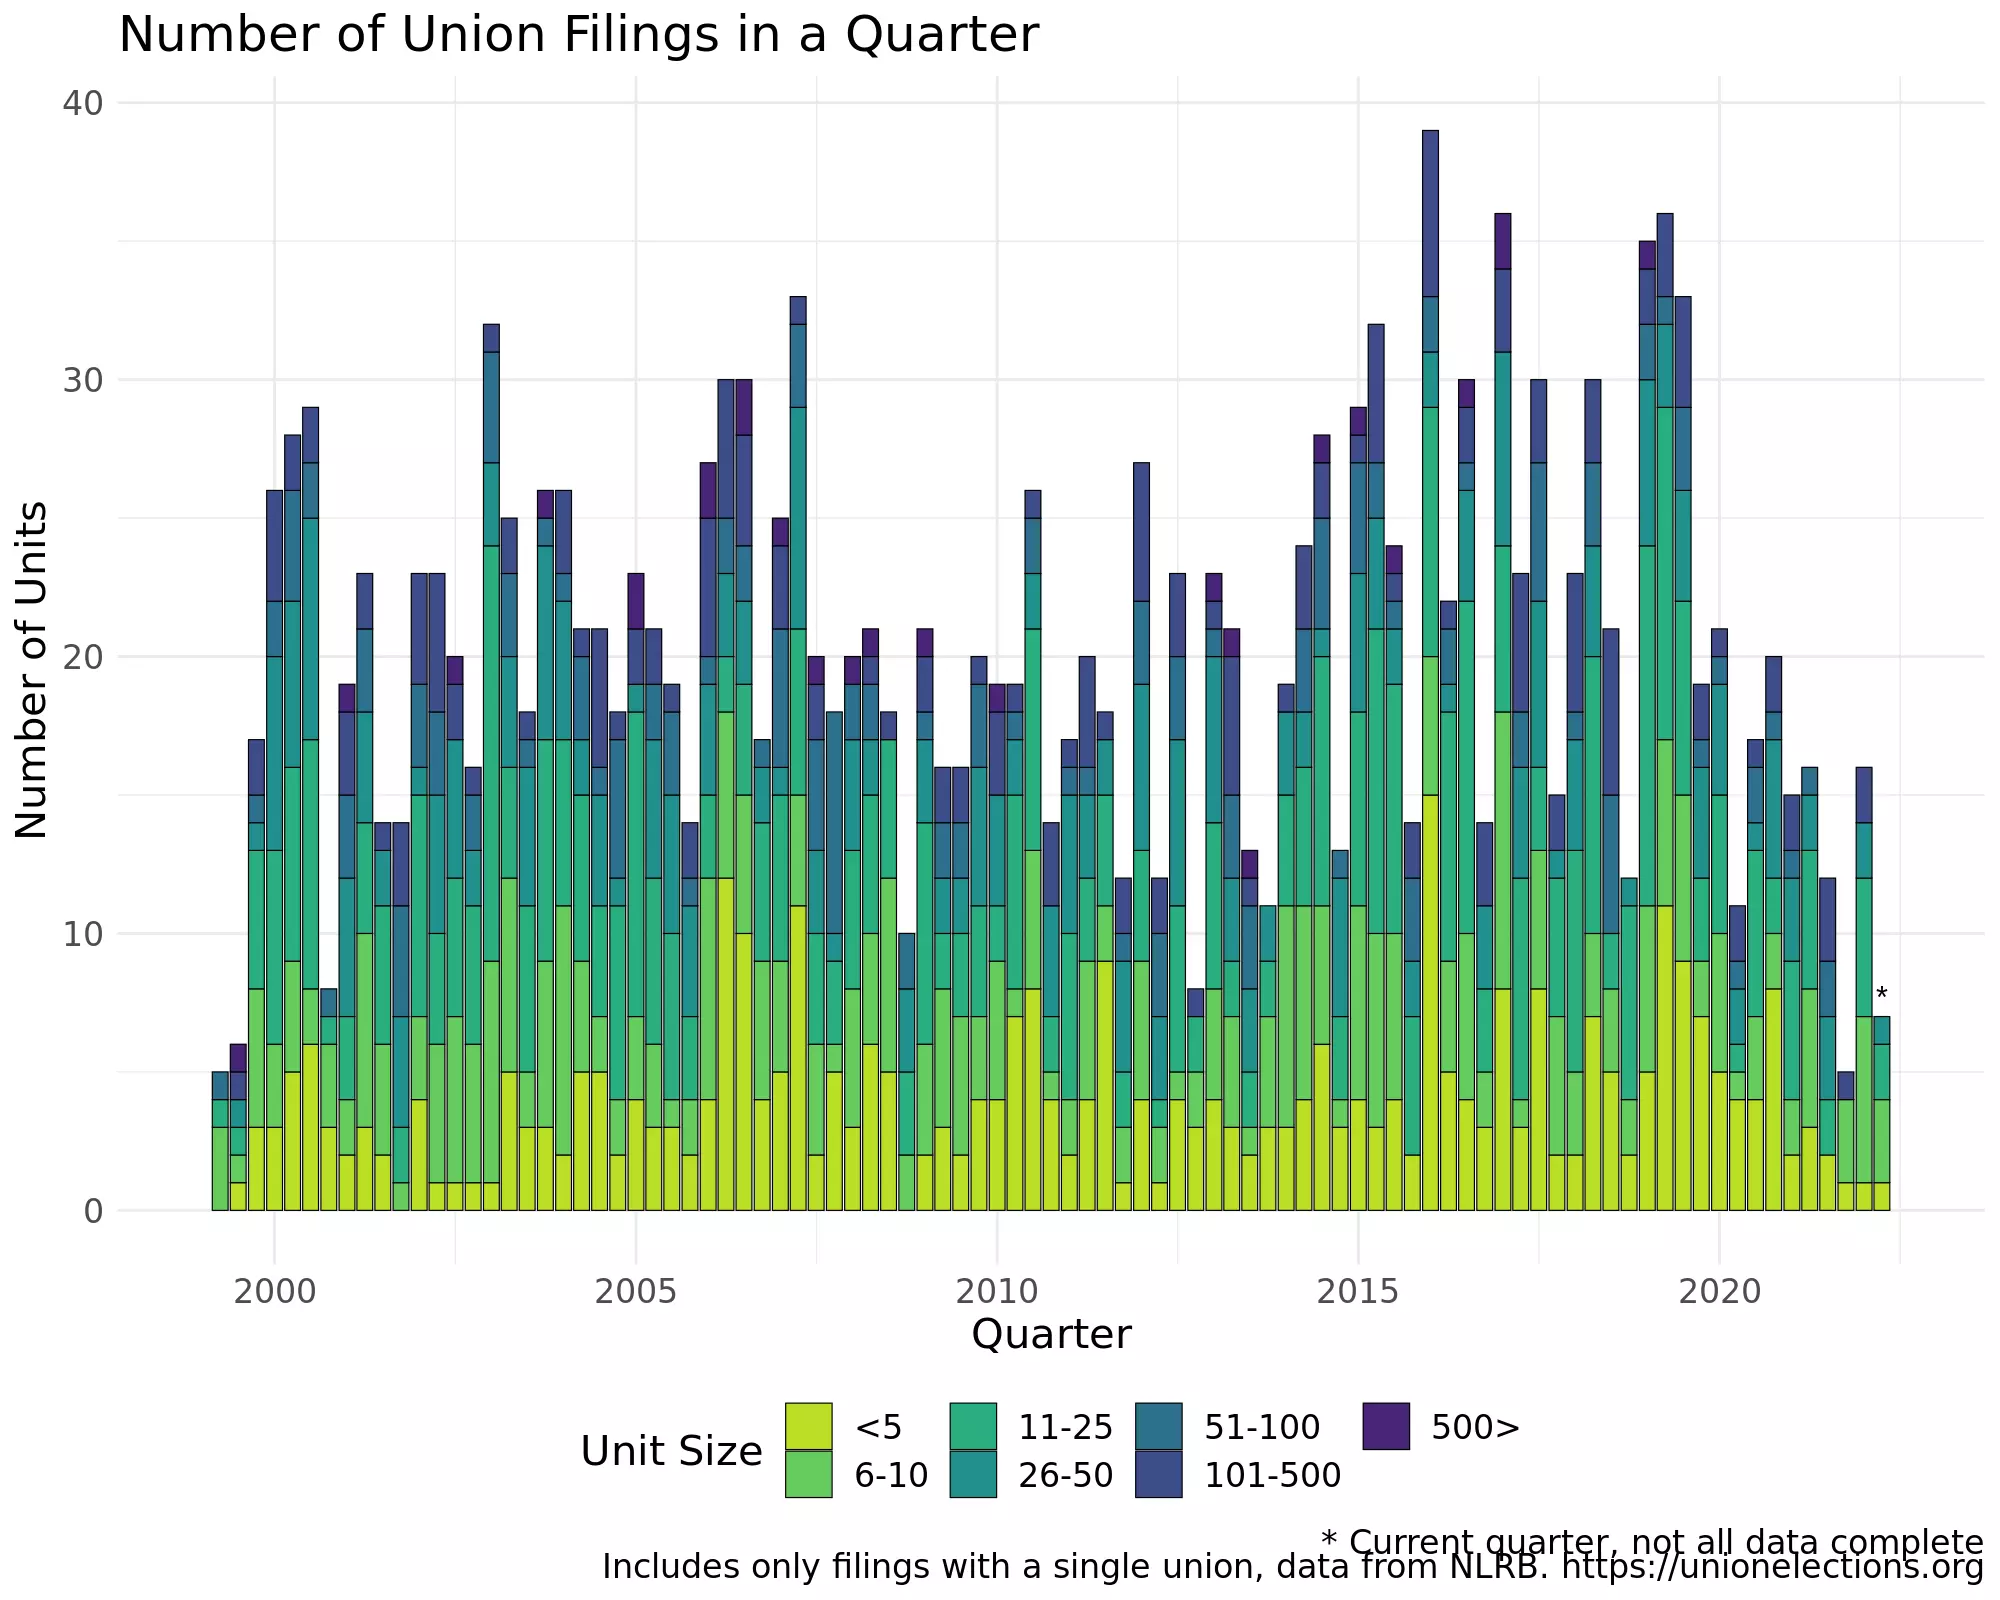 Number of Union Filings in a Quarter
40
30
20
10
0
Number of Units
*
2000 2005 2010 2015 2020
Quarter
Unit Size
<5 11-25 51-100 500>
6-10 26-50 101-500
* Current quarter, not all data complete
Includes only filings with a single union, data from NLRB. https://unionelections.org